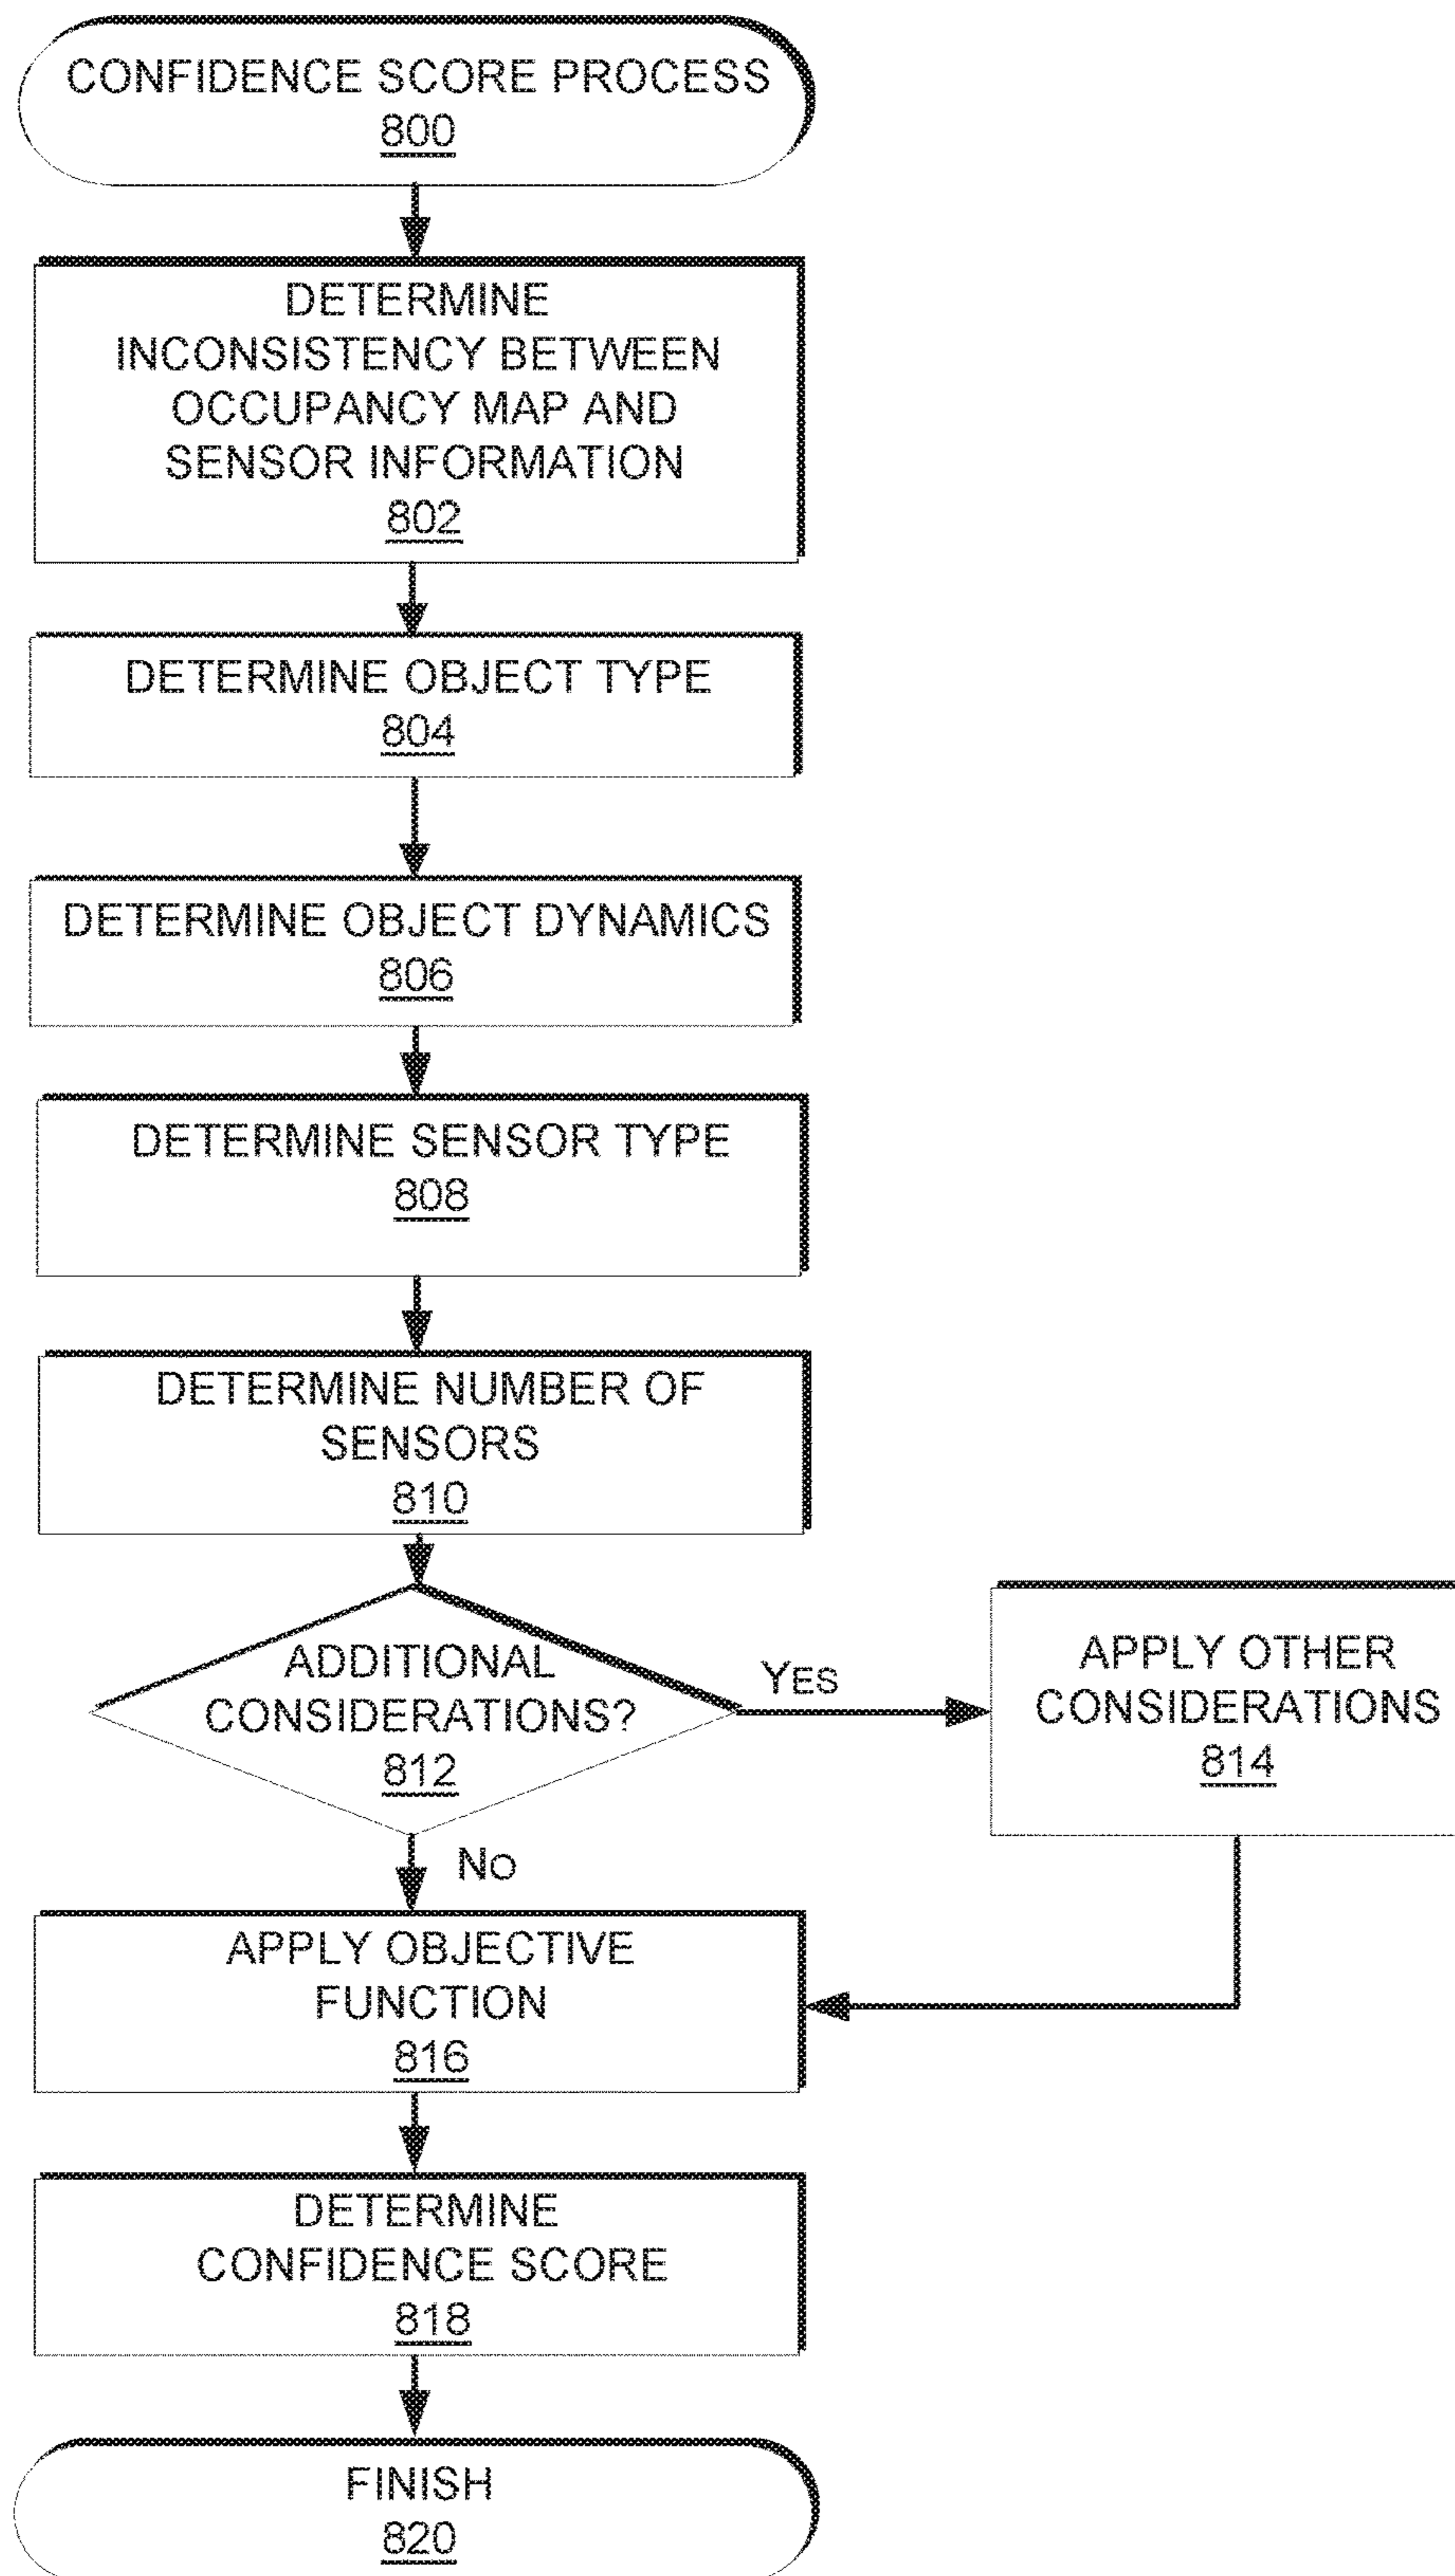 CONFIDENCE SCORE PROCESS
800
DETERMINE
INCONSISTENCY BETWEEN
OCCUPANCY MAP AND
SENSOR INFORMATION
802
DETERMINE OBJECT TYPE
804
DETERMINE OBJECT DYNAMICS
806
DETERMINE SENSOR TYPE
808
DETERMINE NUMBER OF
SENSORS
810
ADDITIONAL
CONSIDERATIONS?
812
YES
APPLY OTHER
CONSIDERATIONS
814
NO
APPLY OBJECTIVE
FUNCTION
816
DETERMINE
CONFIDENCE SCORE
818
FINISH
820